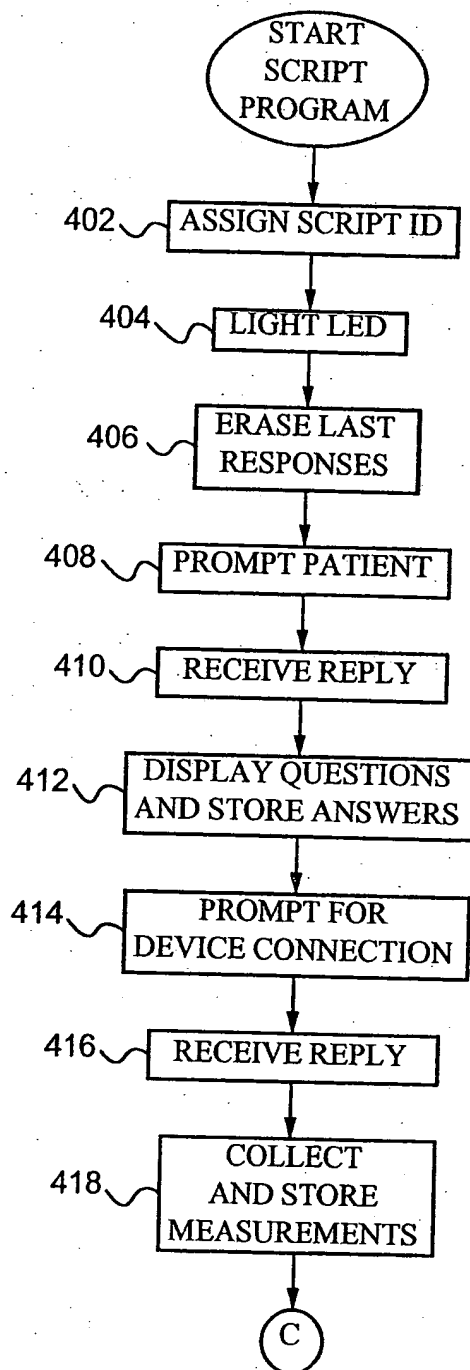 START
SCRIPT
PROGRAM
402 ASSIGN SCRIPT ID
404 LIGHT LED
406 ERASE LAST
RESPONSES
408 PROMPT PATIENT
410 RECEIVE REPLY
412 DISPLAY QUESTIONS
AND STORE ANSWERS
414 PROMPT FOR
DEVICE CONNECTION
416 RECEIVE REPLY
418 COLLECT
AND STORE
MEASUREMENTS
C